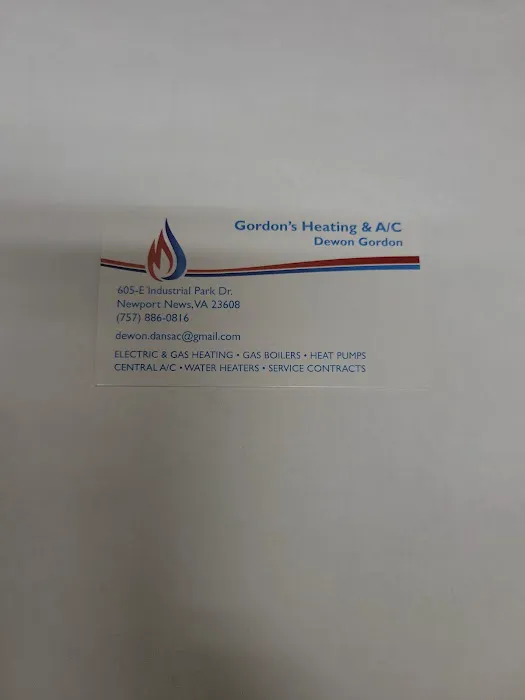 Gordon's Heating & A/C
Dewon Gordon
605-E Industrial Park Dr.
Newport News, VA 23608
(757) 886-0816
dewon.dansac@gmail.com
ELECTRIC & GAS HEATING • GAS BOILERS • HEAT PUMPS
CENTRAL A/C • WATER HEATERS • SERVICE CONTRACTS